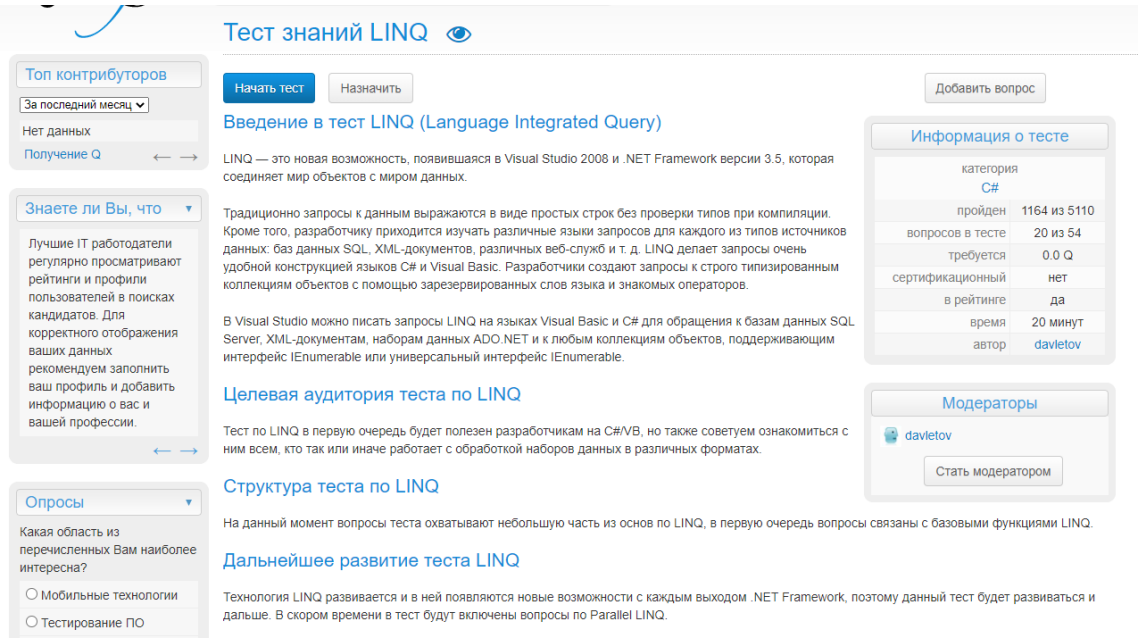 Тест знаний LINQ
Топ контрибуторов
За последний месяц
Нет данных
Получение Q
← →
Знаете ли Вы, что
Лучшие IT работодатели
регулярно просматривают
рейтинги и профили
пользователей в поисках
кандидатов. Для
корректного отображения
ваших данных
рекомендуем заполнить
ваш профиль и добавить
информацию о вас и
вашей профессии.
← →
Опросы
Какая область из
перечисленных Вам наиболее
интересна?
Мобильные технологии
Тестирование ПО
Начать тест
Назначить
Добавить вопрос
Введение в тест LINQ (Language Integrated Query)
LINQ — это новая возможность, появившаяся в Visual Studio 2008 и .NET Framework версии 3.5, которая
соединяет мир объектов с миром данных.
Традиционно запросы к данным выражаются в виде простых строк без проверки типов при компиляции.
Кроме того, разработчику приходится изучать различные языки запросов для каждого из типов источников
данных: баз данных SQL, XML-документов, различных веб-служб и т. д. LINQ делает запросы очень
удобной конструкцией языков C# и Visual Basic. Разработчики создают запросы к строго типизированным
коллекциям объектов с помощью зарезервированных слов языка и знакомых операторов.
В Visual Studio можно писать запросы LINQ на языках Visual Basic и C# для обращения к базам данных SQL
Server, XML-документам, наборам данных ADO.NET и к любым коллекциям объектов, поддерживающим
интерфейс IEnumerable или универсальный интерфейс IEnumerable.
Целевая аудитория теста по LINQ
Тест по LINQ в первую очередь будет полезен разработчикам на C#/VB, но также советуем ознакомиться с
ним всем, кто так или иначе работает с обработкой наборов данных в различных форматах.
Структура теста по LINQ
На данный момент вопросы теста охватывают небольшую часть из основ по LINQ, в первую очередь вопросы связаны с базовыми функциями LINQ.
Дальнейшее развитие теста LINQ
Технология LINQ развивается и в ней появляются новые возможности с каждым выходом .NET Framework, поэтому данный тест будет развиваться и
дальше. В скором времени в тест будут включены вопросы по Parallel LINQ.
Информация о тесте
категория
C#
пройден 1164 из 5110
вопросов в тесте 20 из 54
требуется 0.0 Q
сертификационный нет
в рейтинге да
время 20 минут
автор davletov
Модераторы
davletov
Стать модератором